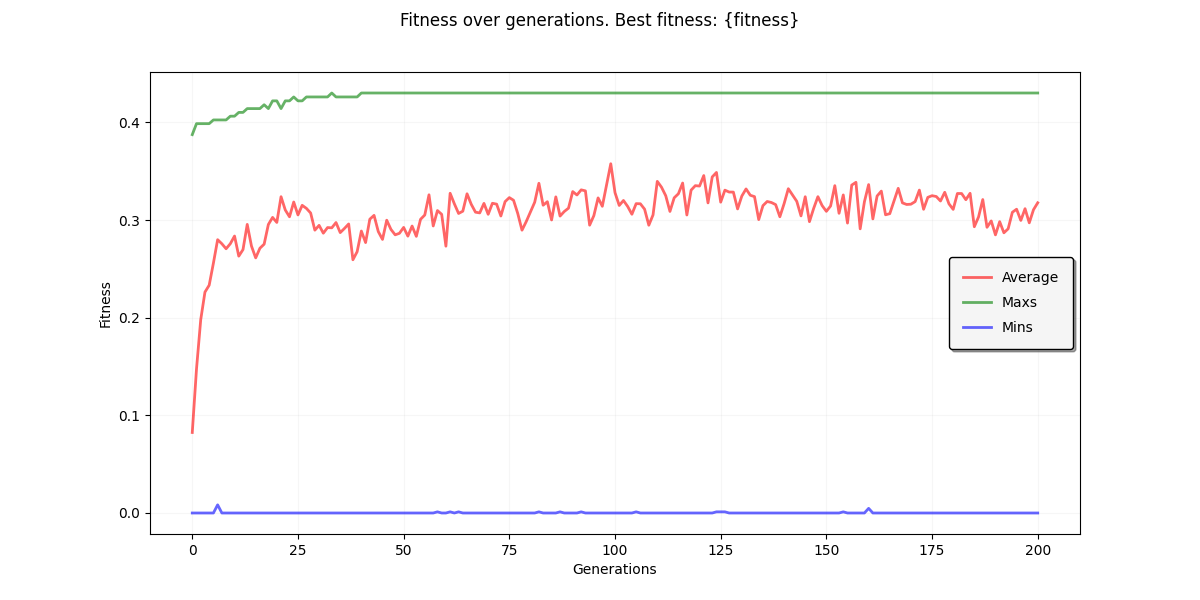 Fitness over generations. Best fitness: {fitness}
0.4
0.3
0.2
0.1
0.0
Fitness
Average
Maxs
Mins
0 25 50 75 100 125 150 175 200
Generations